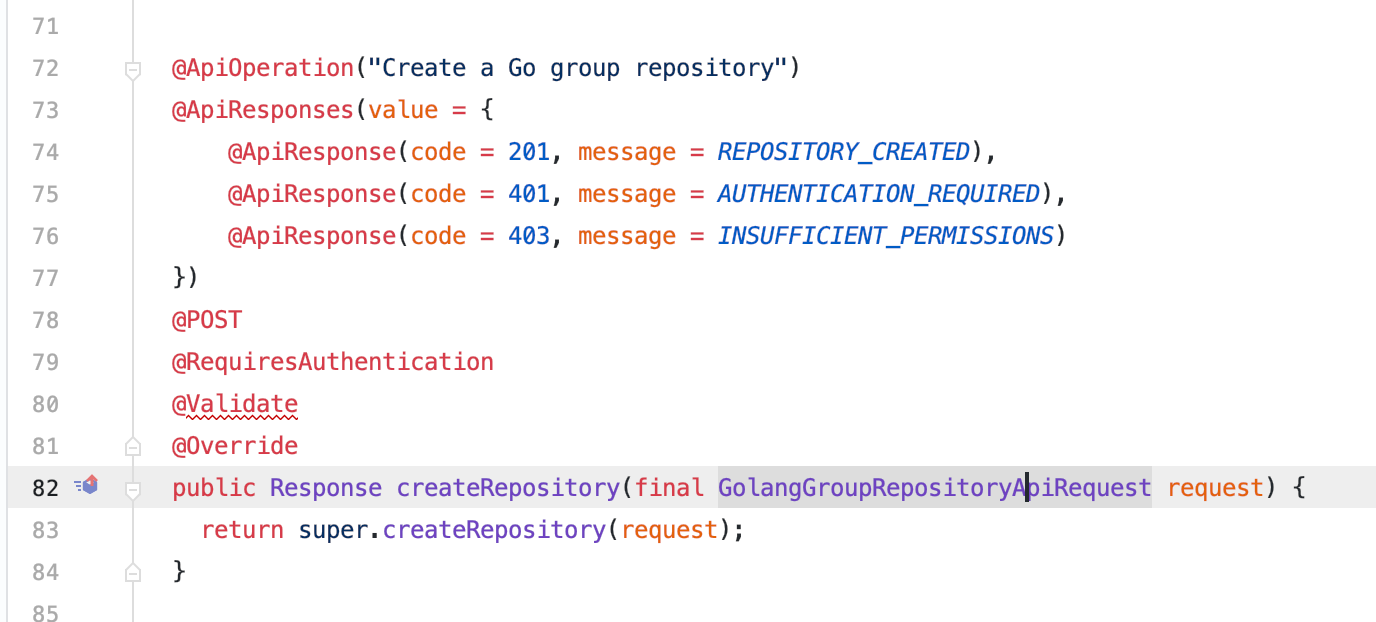 71
72 @ApiOperation("Create a Go group repository")
73 @ApiResponses(value = {
74 @ApiResponse(code = 201, message = REPOSITORY_CREATED),
75 @ApiResponse(code = 401, message = AUTHENTICATION_REQUIRED),
76 @ApiResponse(code = 403, message = INSUFFICIENT_PERMISSIONS)
77 })
78 @POST
79 @RequiresAuthentication
80 @Validate
81 @Override
82 public Response createRepository(final GolangGroupRepositoryApiRequest request) {
83 return super.createRepository(request);
84 }
85